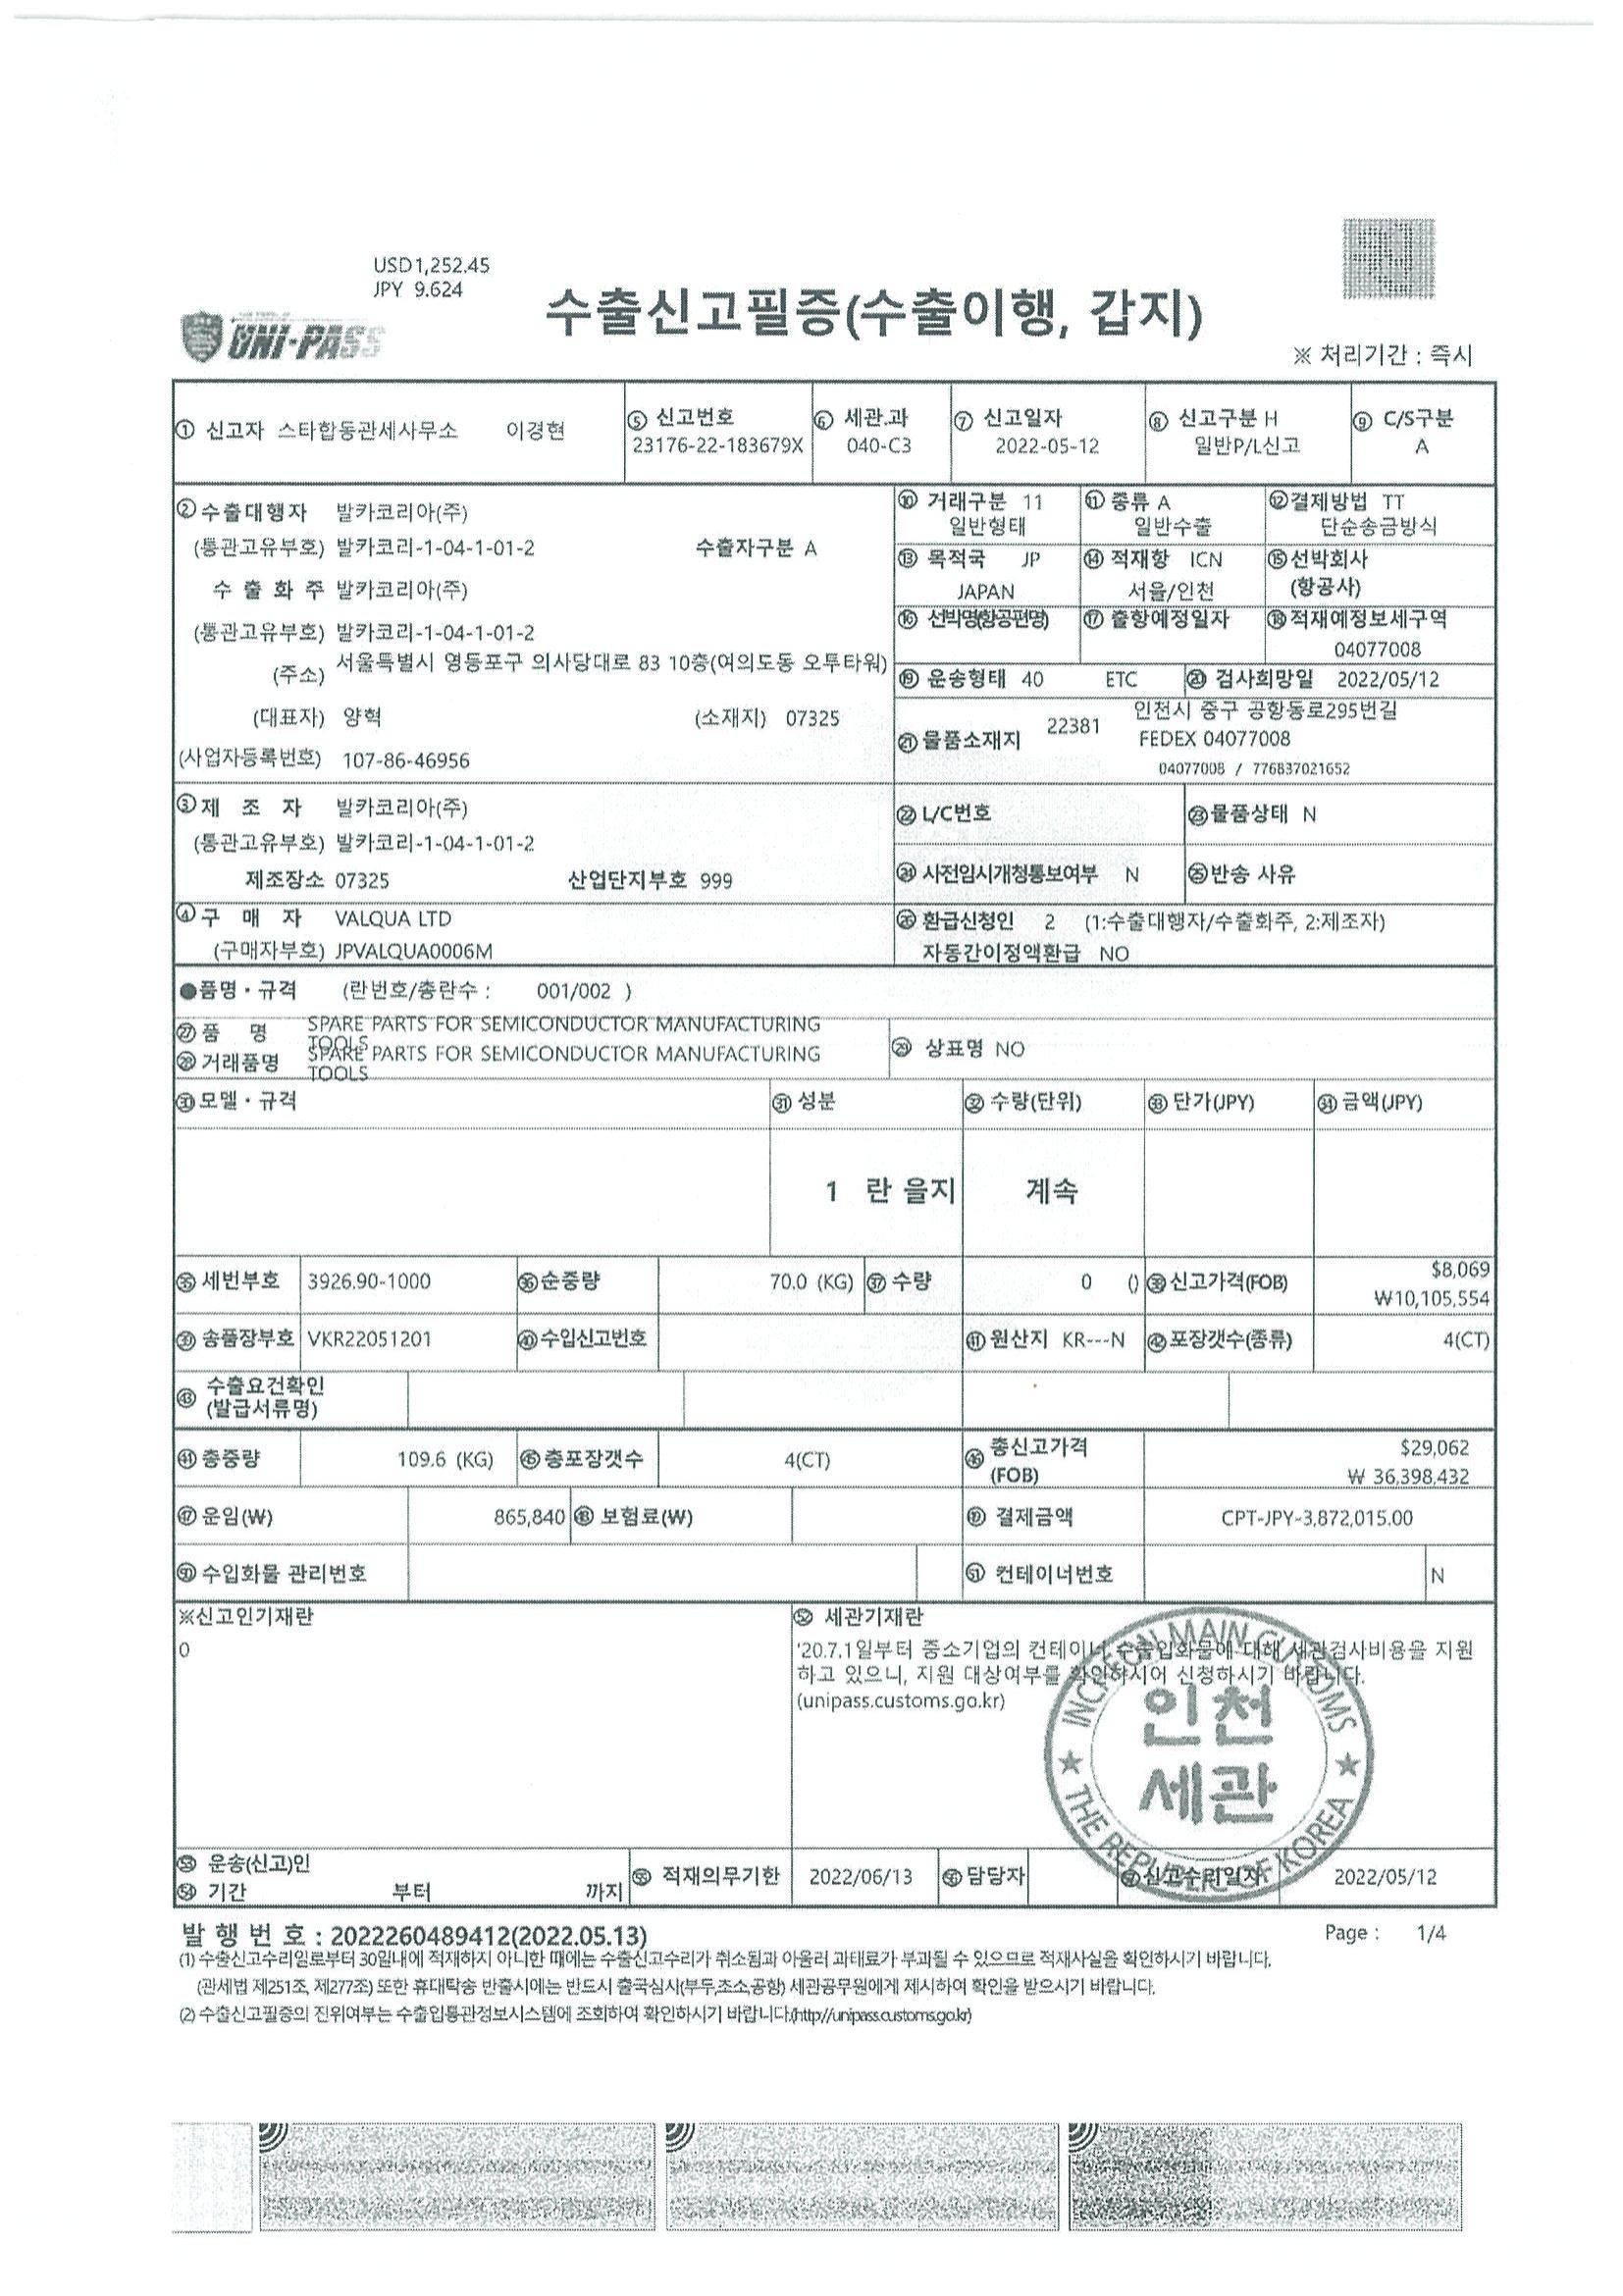 USD1,252.45
JPY 9.624
UNI-PASS
수출신고필증(수출이행, 갑지)
※ 처리기간 : 즉시
① 신고자 스타합동관세사무소 이경현
⑤ 신고번호
23176-22-183679X
⑥ 세관.과
040-C3
⑦ 신고일자
2022-05-12
⑧ 신고구분 H
일반P/L신고
⑨ C/S구분
A
② 수출대행자 발카코리아(주)
(통관고유부호) 발카코리-1-04-1-01-2 수출자구분 A
수 출 화 주 발카코리아(주)
(통관고유부호) 발카코리-1-04-1-01-2
(주소) 서울특별시 영등포구 의사당대로 83 10층(여의도동 오투타워)
(대표자) 양혁 (소재지) 07325
(사업자등록번호) 107-86-46956
⑩ 거래구분 11
일반형태
⑪ 종류 A
일반수출
⑫ 결제방법 TT
단순송금방식
⑬ 목적국 JP
JAPAN
⑭ 적재항 ICN
서울/인천
⑮ 선박회사
(항공사)
⑯ 선박명(항공편명)
⑰ 출항예정일자
⑱ 적재예정보세구역
04077008
⑲ 운송형태 40 ETC
⑳ 검사희망일 2022/05/12
㉑ 물품소재지 22381 인천시 중구 공항동로295번길
FEDEX 04077008
04077008 / 776837021652
③ 제 조 자 발카코리아(주)
(통관고유부호) 발카코리-1-04-1-01-2
제조장소 07325 산업단지부호 999
㉒ L/C번호
㉓ 물품상태 N
㉔ 사전임시개청통보여부 N
㉕ 반송 사유
④ 구 매 자 VALQUA LTD
(구매자부호) JPVALQUA0006M
㉖ 환급신청인 2 (1:수출대행자/수출화주, 2:제조자)
자동간이정액환급 NO
●품명・규격 (란번호/총란수 : 001/002 )
㉗ 품 명 SPARE PARTS FOR SEMICONDUCTOR MANUFACTURING
TOOLS
㉘ 거래품명 SPARE PARTS FOR SEMICONDUCTOR MANUFACTURING
TOOLS
㉙ 상표명 NO
㉚ 모델・규격 ㉛ 성분 ㉜ 수량(단위) ㉝ 단가(JPY) ㉞ 금액(JPY)
1 란 을지 계속
㉟ 세번부호 3926.90-1000 ㊱ 순중량 70.0 (KG) ㊲ 수량 0 () ㊳ 신고가격(FOB) $8,069
₩10,105,554
㊴ 송품장부호 VKR22051201 ㊵ 수입신고번호 ㊶ 원산지 KR---N ㊷ 포장갯수(종류) 4(CT)
㊸ 수출요건확인
(발급서류명)
㊹ 총중량 109.6 (KG) ㊺ 총포장갯수 4(CT) ㊻ 총신고가격
(FOB) $29,062
₩ 36,398,432
㊼ 운임(₩) 865,840 ㊽ 보험료(₩) ㊾ 결제금액 CPT-JPY-3,872,015.00
㊿ 수입화물 관리번호 51 컨테이너번호 N
※신고인기재란
0
52 세관기재란
'20.7.1일부터 중소기업의 컨테이너 수출입화물에 대해 세관검사비용을 지원
하고 있으니, 지원 대상여부를 확인하시어 신청하시기 바랍니다.
(unipass.customs.go.kr)
INCHEON MAIN CUSTOMS
인천
세관
THE REPUBLIC OF KOREA
53 운송(신고)인
54 기간 부터 까지
55 적재의무기한 2022/06/13
56 담당자
57 신고수리일자 2022/05/12
발 행 번 호 : 2022260489412(2022.05.13)
Page : 1/4
(1) 수출신고수리일로부터 30일내에 적재하지 아니한 때에는 수출신고수리가 취소됨과 아울러 과태료가 부과될 수 있으므로 적재사실을 확인하시기 바랍니다.
(관세법 제251조, 제277조) 또한 휴대탁송 반출시에는 반드시 출국심사(부두,초소,공항) 세관공무원에게 제시하여 확인을 받으시기 바랍니다.
(2) 수출신고필증의 진위여부는 수출입통관정보시스템에 조회하여 확인하시기 바랍니다.(http://unipass.customs.go.kr)